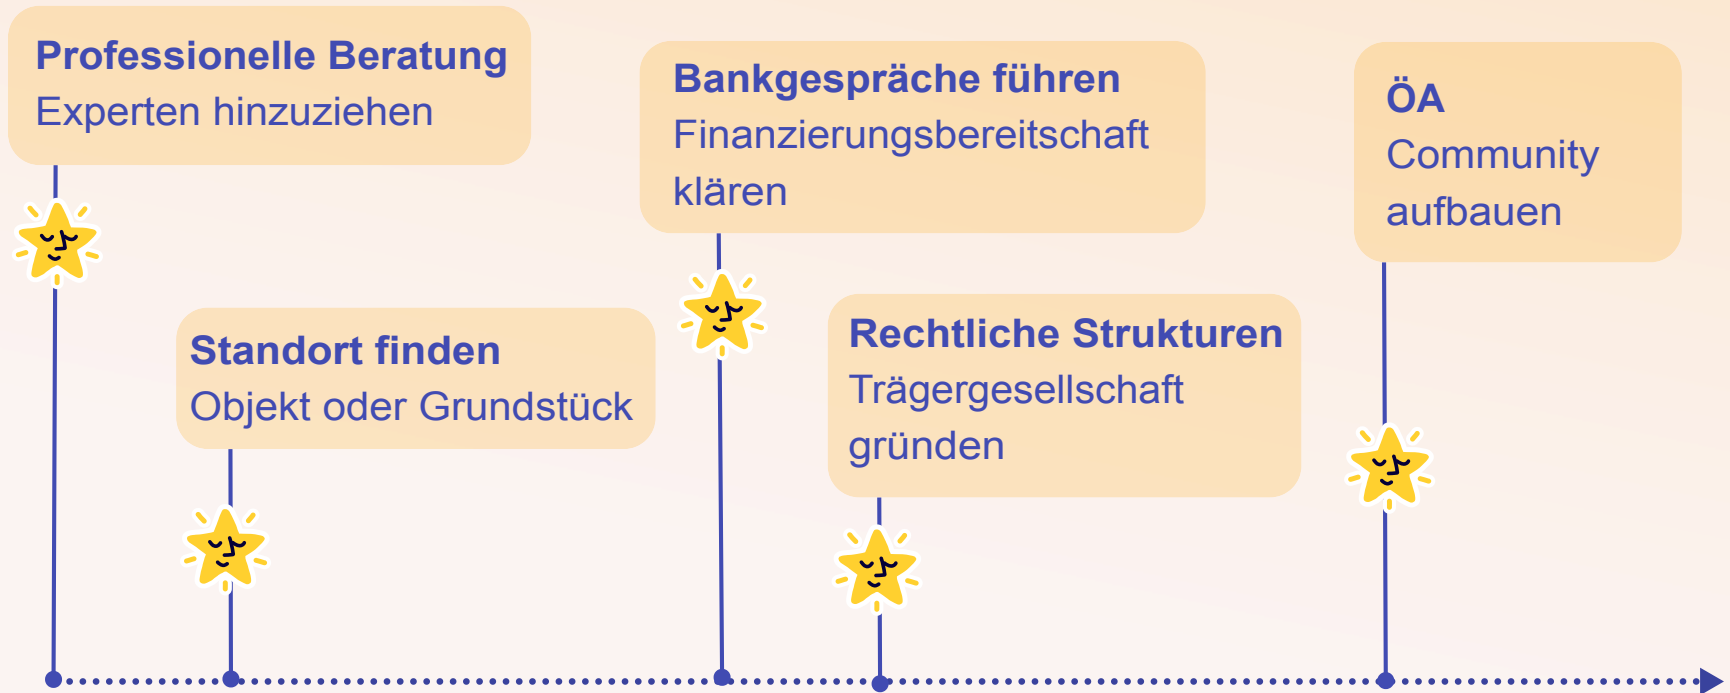 Professionelle Beratung
Experten hinzuziehen
Standort finden
Objekt oder Grundstück
Bankgespräche führen
Finanzierungsbereitschaft
klären
Rechtliche Strukturen
Trägergesellschaft
gründen
ÖA
Community
aufbauen